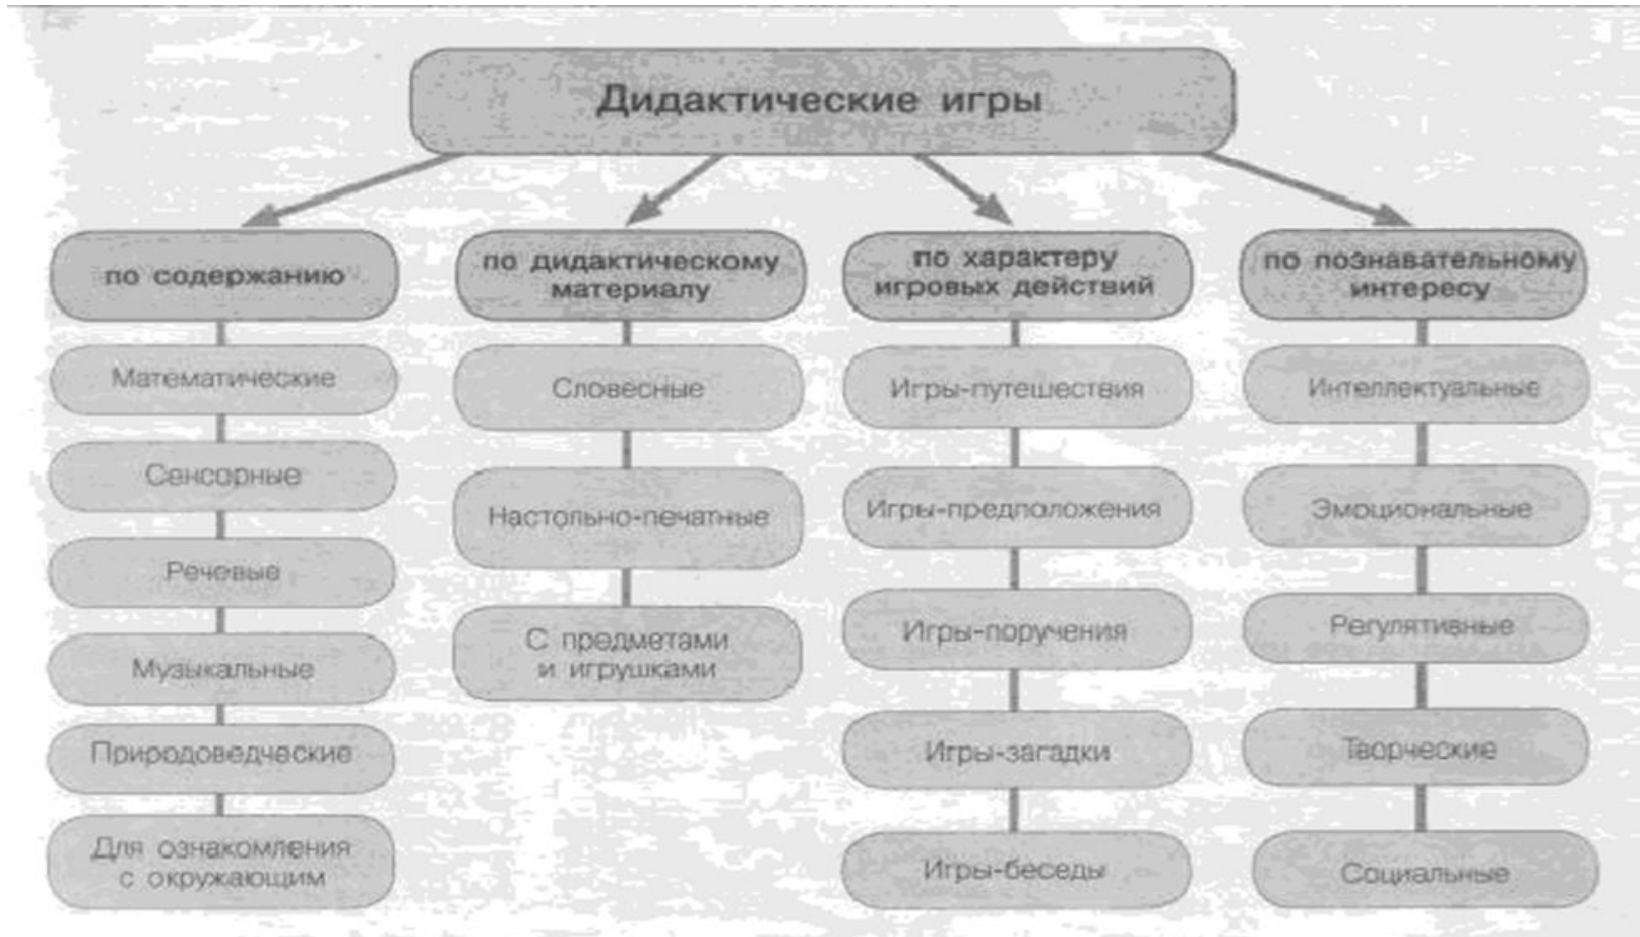 Дидактические игры
по содержанию
Математические
Сенсорные
Речевые
Музыкальные
Природоведческие
Для ознакомления
с окружающим
по дидактическому
материалу
Словесные
Настольно-печатные
С предметами
и игрушками
по характеру
игровых действий
Игры-путешествия
Игры-предположения
Игры-поручения
Игры-загадки
Игры-беседы
по познавательному
интересу
Интеллектуальные
Эмоциональные
Регулятивные
Творческие
Социальные